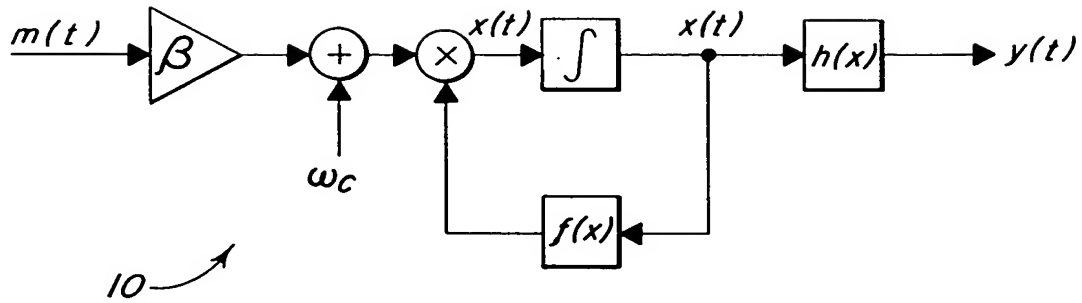 m(t)
β
+
ωc
×
x(t)
∫
x(t)
h(x)
y(t)
f(x)
10